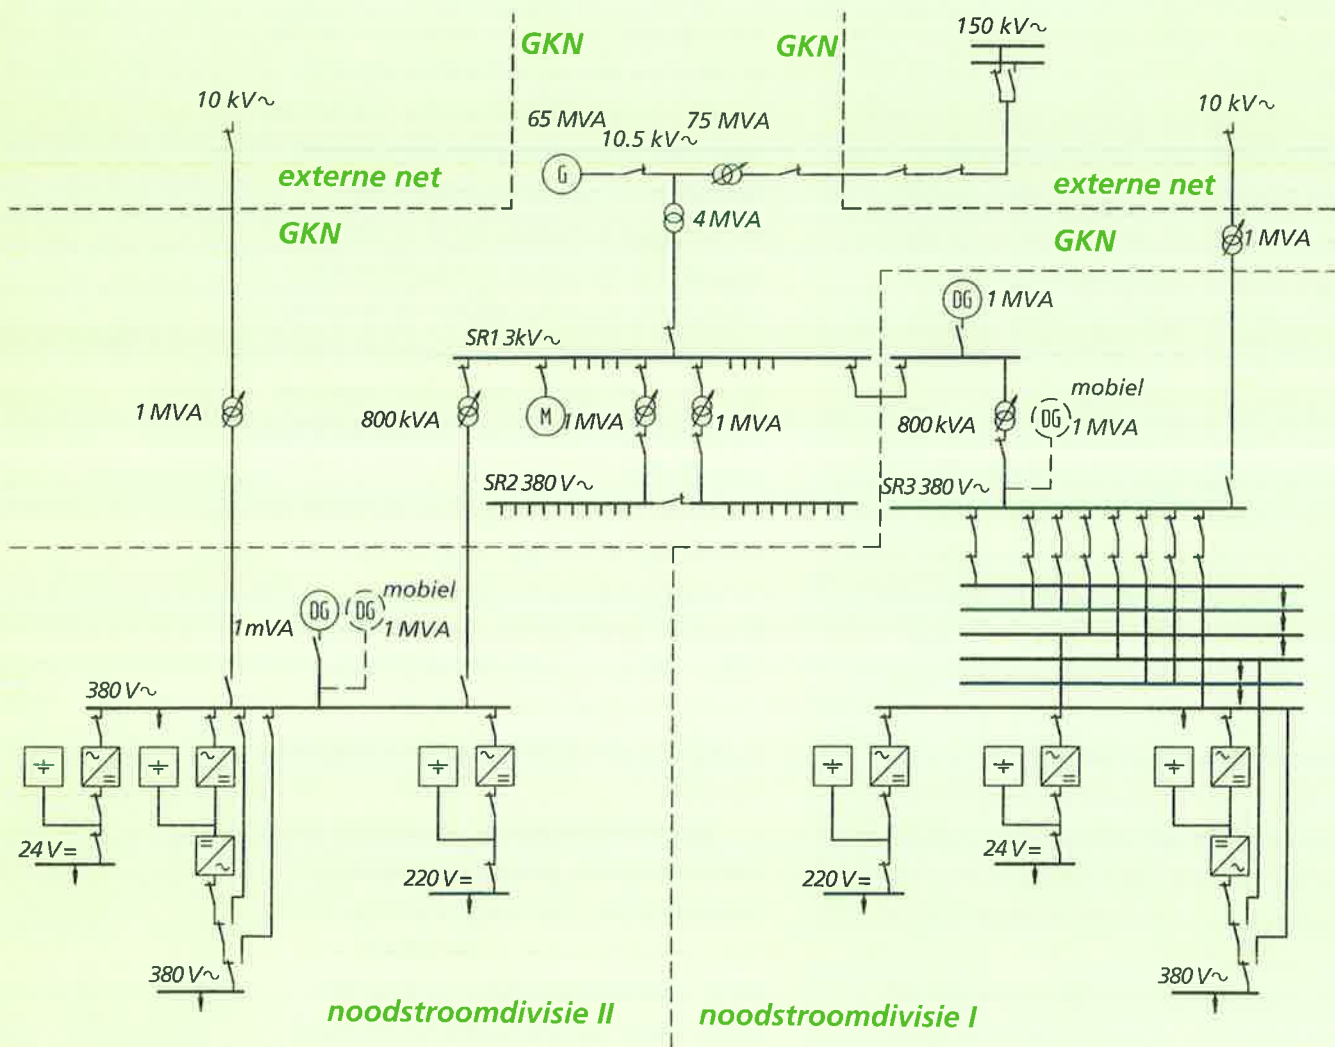 150 kV~
GKN
GKN
10 kV~
10 kV~
65 MVA
75 MVA
10.5 kV~
G
externe net
externe net
GKN
4 MVA
GKN
1 MVA
DG
1 MVA
SR1 3kV~
mobiel
1 MVA
800 kVA
M
1 MVA
1 MVA
800 kVA
DG
1 MVA
SR2 380 V~
SR3 380 V~
mobiel
DG
DG
1 mVA
1 MVA
380 V~
24 V=
24 V=
220 V=
220 V=
380 V~
380 V~
noodstroomdivisie II
noodstroomdivisie I